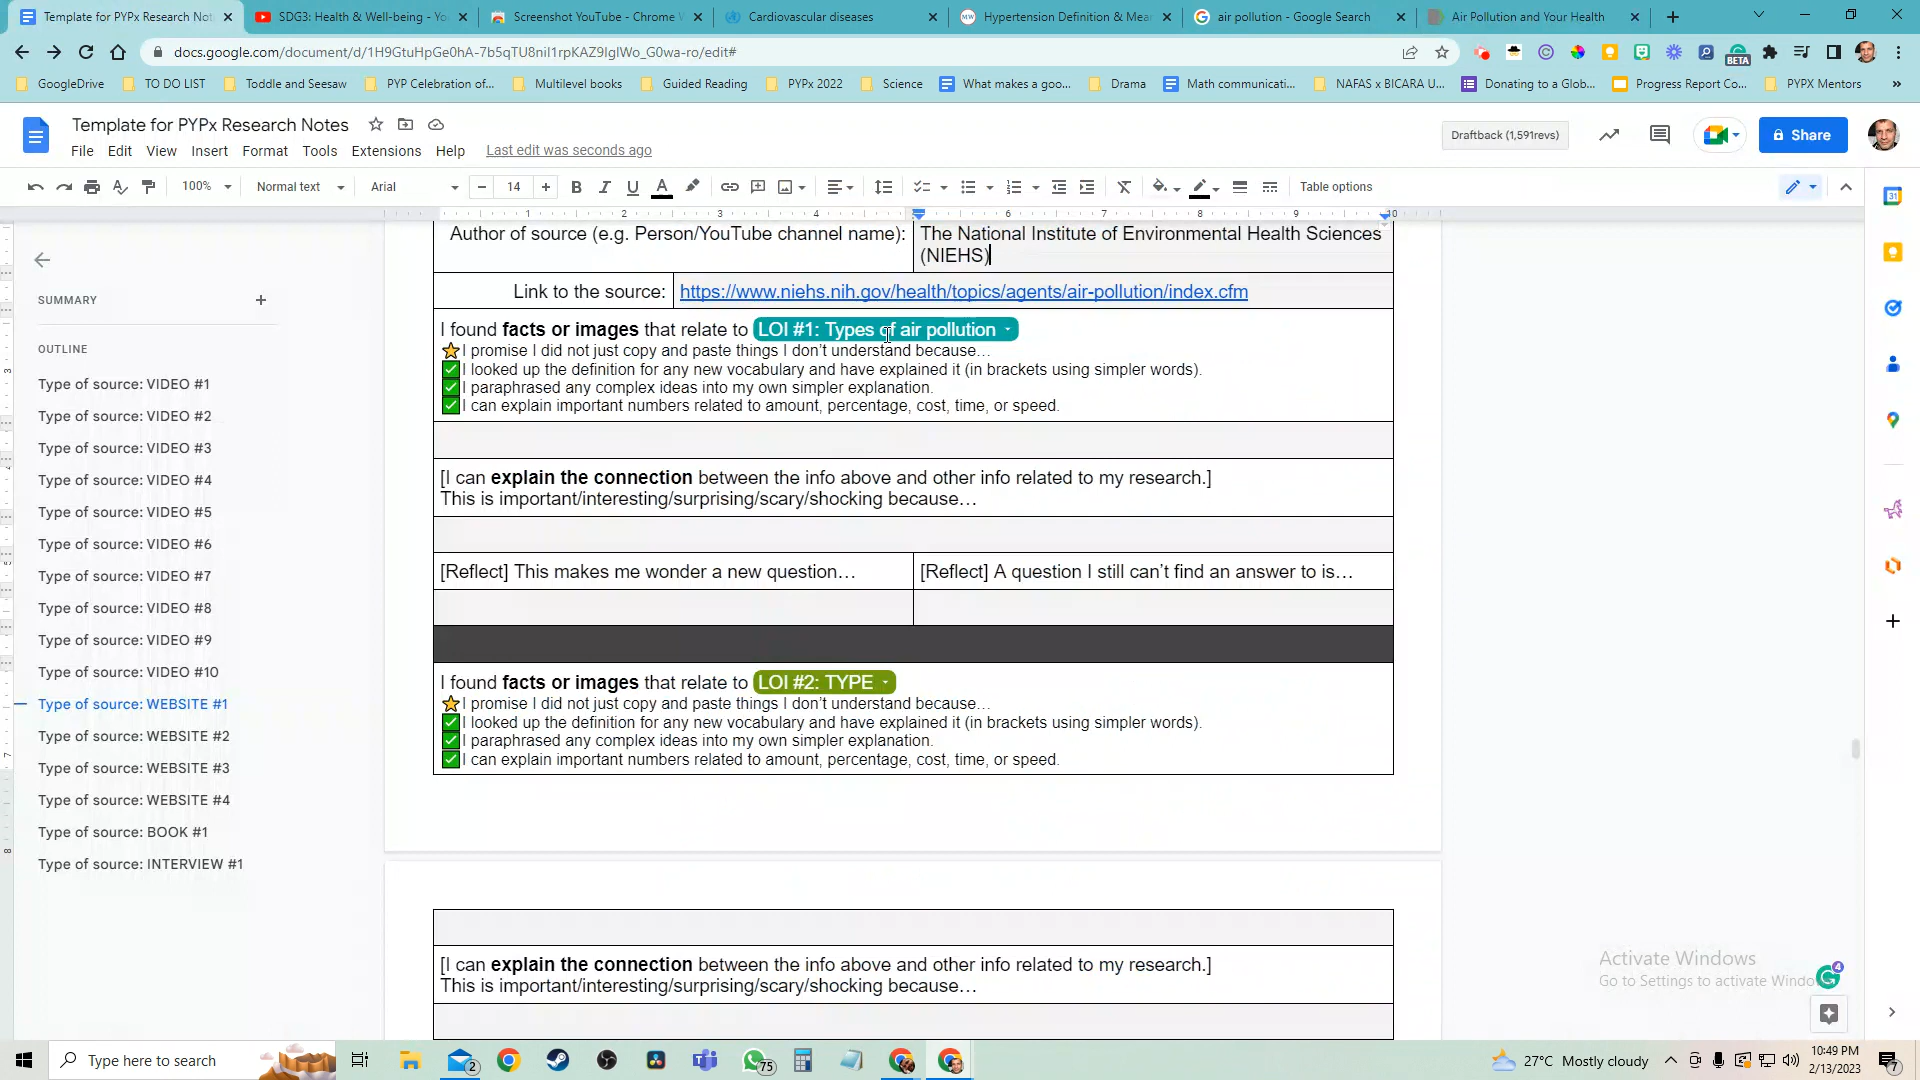 Template for PYPx Research Not
SDG3: Health & Well-being - Yo
Screenshot YouTube - Chrome V
Cardiovascular diseases
Hypertension Definition & Mea
air pollution - Google Search
Air Pollution and Your Health
docs.google.com/document/d/1H9GtuHpGe0hA-7b5qTU8niI1rpKAZ9IglWo_G0wa-ro/edit#
BETA
GoogleDrive
TO DO LIST
Toddle and Seesaw
PYP Celebration of...
Multilevel books
Guided Reading
PYPx 2022
Science
What makes a goo...
Drama
Math communicati...
NAFAS x BICARA U...
Donating to a Glob...
Progress Report Co...
PYPX Mentors
Template for PYPx Research Notes
File Edit View Insert Format Tools Extensions Help Last edit was seconds ago
Draftback (1,591revs)
Share
100% Normal text Arial 14 Table options
1 2 3 4 6 7 8 9 10
SUMMARY
OUTLINE
Type of source: VIDEO #1
Type of source: VIDEO #2
Type of source: VIDEO #3
Type of source: VIDEO #4
Type of source: VIDEO #5
Type of source: VIDEO #6
Type of source: VIDEO #7
Type of source: VIDEO #8
Type of source: VIDEO #9
Type of source: VIDEO #10
Type of source: WEBSITE #1
Type of source: WEBSITE #2
Type of source: WEBSITE #3
Type of source: WEBSITE #4
Type of source: BOOK #1
Type of source: INTERVIEW #1
Author of source (e.g. Person/YouTube channel name):
The National Institute of Environmental Health Sciences
(NIEHS)
Link to the source:
https://www.niehs.nih.gov/health/topics/agents/air-pollution/index.cfm
I found facts or images that relate to LOI #1: Types of air pollution
⭐I promise I did not just copy and paste things I don't understand because…
✅I looked up the definition for any new vocabulary and have explained it (in brackets using simpler words).
✅I paraphrased any complex ideas into my own simpler explanation.
✅I can explain important numbers related to amount, percentage, cost, time, or speed.
[I can explain the connection between the info above and other info related to my research.]
This is important/interesting/surprising/scary/shocking because…
[Reflect] This makes me wonder a new question…
[Reflect] A question I still can't find an answer to is…
I found facts or images that relate to LOI #2: TYPE
⭐I promise I did not just copy and paste things I don't understand because…
✅I looked up the definition for any new vocabulary and have explained it (in brackets using simpler words).
✅I paraphrased any complex ideas into my own simpler explanation.
✅I can explain important numbers related to amount, percentage, cost, time, or speed.
[I can explain the connection between the info above and other info related to my research.]
This is important/interesting/surprising/scary/shocking because…
Activate Windows
Go to Settings to activate Windo
4
Type here to search
2
75
27°C Mostly cloudy
10:49 PM
2/13/2023
7